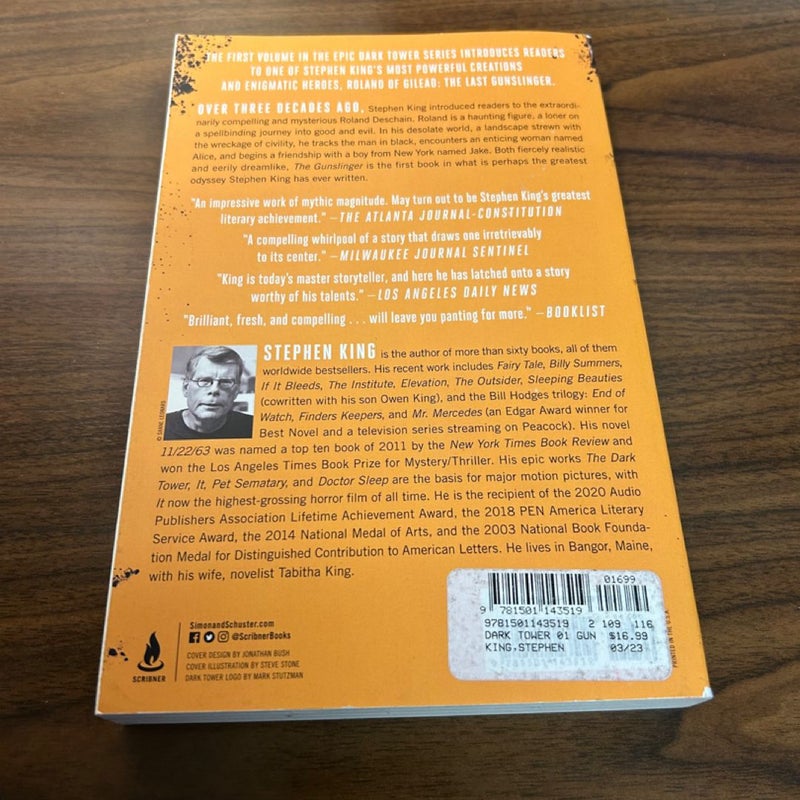 THE FIRST VOLUME IN THE EPIC DARK TOWER SERIES INTRODUCES READERS
TO ONE OF STEPHEN KING'S MOST POWERFUL CREATIONS
AND ENIGMATIC HEROES, ROLAND OF GILEAD: THE LAST GUNSLINGER.
OVER THREE DECADES AGO, Stephen King introduced readers to the extraordi-
narily compelling and mysterious Roland Deschain. Roland is a haunting figure, a loner on
a spellbinding journey into good and evil. In his desolate world, a landscape strewn with
the wreckage of civility, he tracks the man in black, encounters an enticing woman named
Alice, and begins a friendship with a boy from New York named Jake. Both fiercely realistic
and eerily dreamlike, The Gunslinger is the first book in what is perhaps the greatest
odyssey Stephen King has ever written.
"An impressive work of mythic magnitude. May turn out to be Stephen King's greatest
literary achievement." —THE ATLANTA JOURNAL-CONSTITUTION
"A compelling whirlpool of a story that draws one irretrievably
to its center." —MILWAUKEE JOURNAL SENTINEL
"King is today's master storyteller, and here he has latched onto a story
worthy of his talents." —LOS ANGELES DAILY NEWS
"Brilliant, fresh, and compelling . . . will leave you panting for more." —BOOKLIST
STEPHEN KING is the author of more than sixty books, all of them
worldwide bestsellers. His recent work includes Fairy Tale, Billy Summers,
If It Bleeds, The Institute, Elevation, The Outsider, Sleeping Beauties
(cowritten with his son Owen King), and the Bill Hodges trilogy: End of
Watch, Finders Keepers, and Mr. Mercedes (an Edgar Award winner for
Best Novel and a television series streaming on Peacock). His novel
11/22/63 was named a top ten book of 2011 by the New York Times Book Review and
won the Los Angeles Times Book Prize for Mystery/Thriller. His epic works The Dark
Tower, It, Pet Sematary, and Doctor Sleep are the basis for major motion pictures, with
It now the highest-grossing horror film of all time. He is the recipient of the 2020 Audio
Publishers Association Lifetime Achievement Award, the 2018 PEN America Literary
Service Award, the 2014 National Medal of Arts, and the 2003 National Book Founda-
tion Medal for Distinguished Contribution to American Letters. He lives in Bangor, Maine,
with his wife, novelist Tabitha King.
© SHANE LEONARD
SimonandSchuster.com
@ScribnerBooks
SCRIBNER
COVER DESIGN BY JONATHAN BUSH
COVER ILLUSTRATION BY STEVE STONE
DARK TOWER LOGO BY MARK STUTZMAN
01699
9 781501 143519
9781501143519 2 109 116
DARK TOWER 01 GUN $16.99
KING,STEPHEN 03/23
PRINTED IN THE U.S.A.